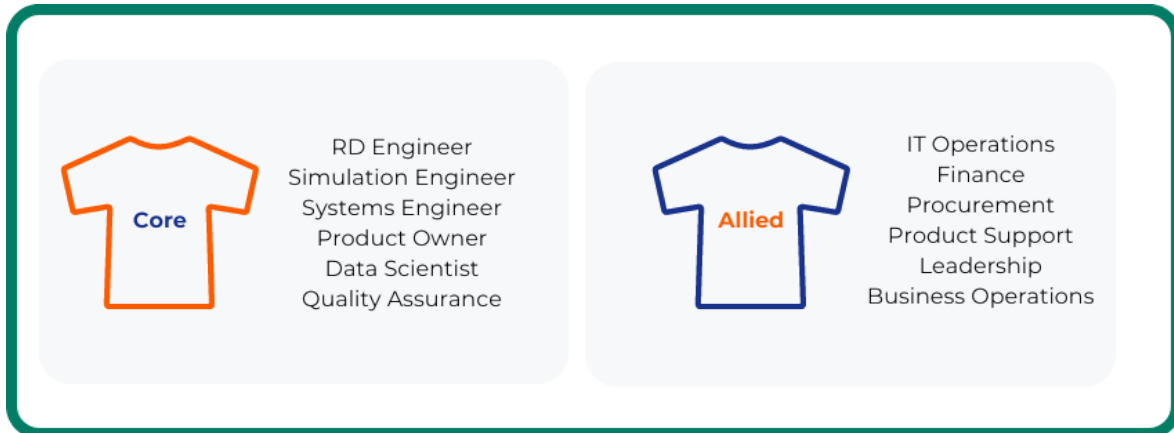 Core
RD Engineer
Simulation Engineer
Systems Engineer
Product Owner
Data Scientist
Quality Assurance
Allied
IT Operations
Finance
Procurement
Product Support
Leadership
Business Operations